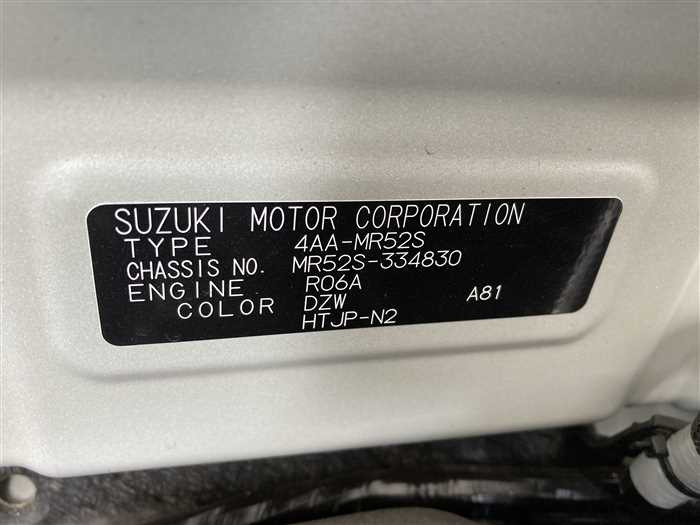 SUZUKI MOTOR CORPORATION
TYPE 4AA-MR52S
CHASSIS NO. MR52S-334830
ENGINE R06A
COLOR DZW A81
HTJP-N2